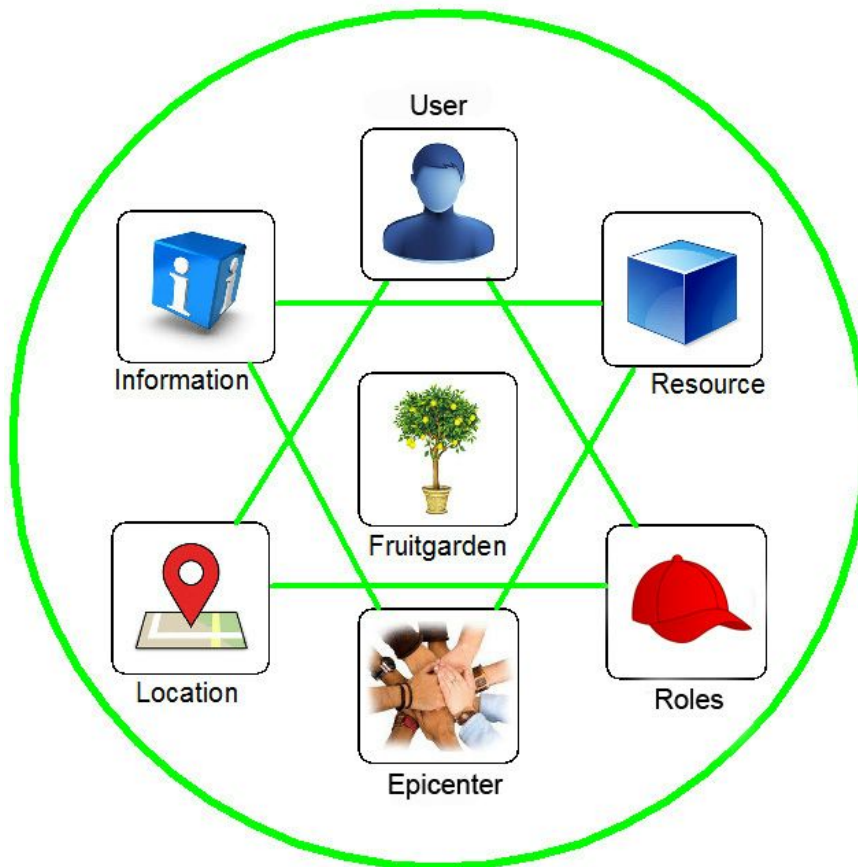 User
Information
Resource
Fruitgarden
Location
Roles
Epicenter